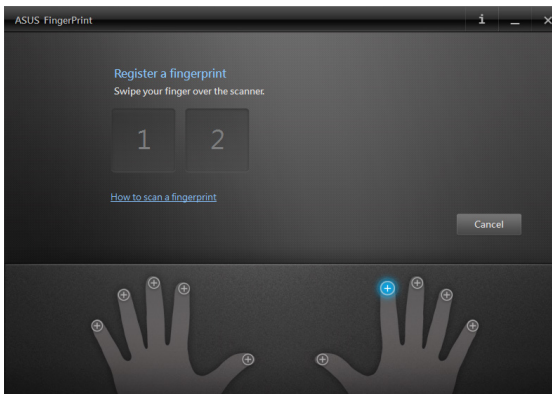 ASUS FingerPrint
Register a fingerprint
Swipe your finger over the scanner.
1 2
How to scan a fingerprint
Cancel